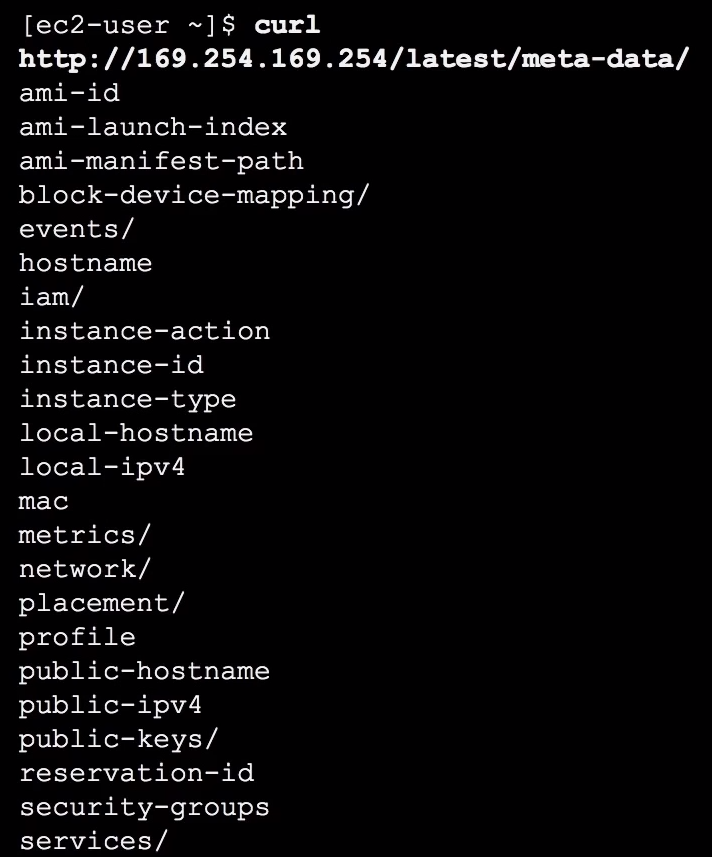 [ec2-user ~]$ curl
http://169.254.169.254/latest/meta-data/
ami-id
ami-launch-index
ami-manifest-path
block-device-mapping/
events/
hostname
iam/
instance-action
instance-id
instance-type
local-hostname
local-ipv4
mac
metrics/
network/
placement/
profile
public-hostname
public-ipv4
public-keys/
reservation-id
security-groups
services/